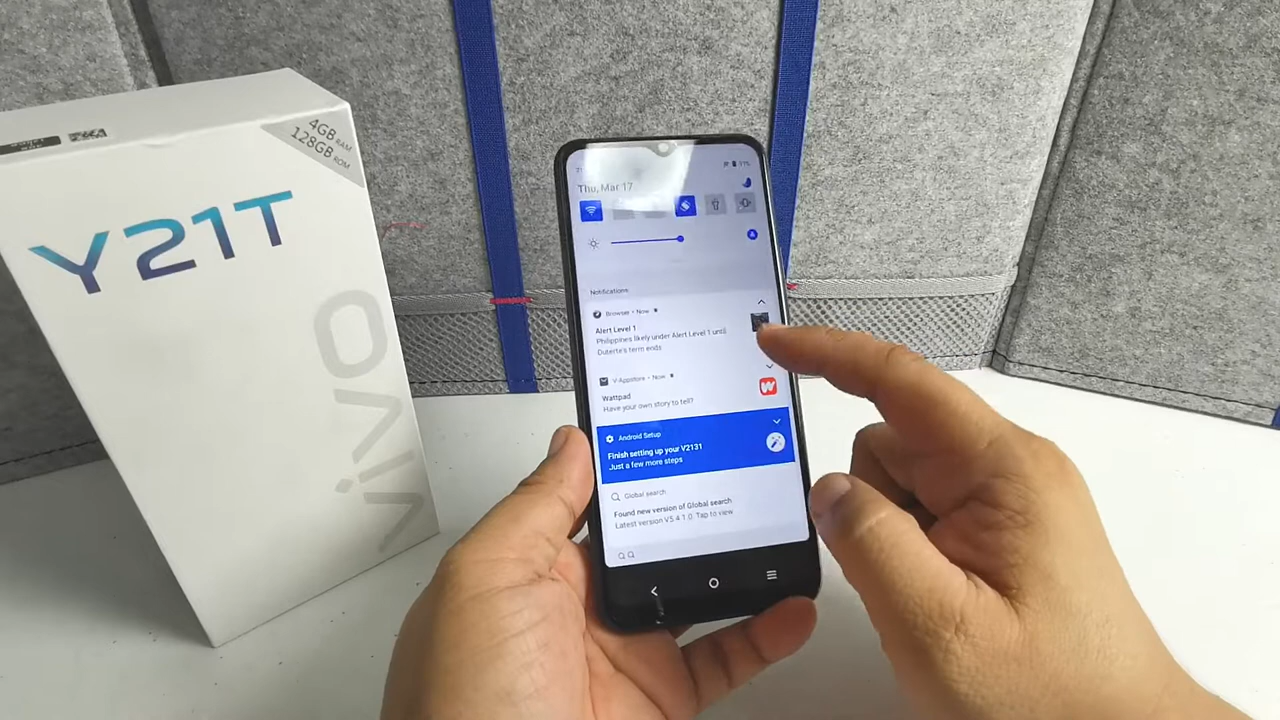 4GB RAM
128GB ROM
Y21T
vivo
Thu, Mar 17
Notifications
Browser • Now
Alert Level 1
Philippines likely under Alert Level 1 until
Duterte's term ends
V-Appstore • Now
Wattpad
Have your own story to tell?
Android Setup
Finish setting up your V2131
Just a few more steps
Global search
Found new version of Global search
Latest version V5.4.1.0. Tap to view